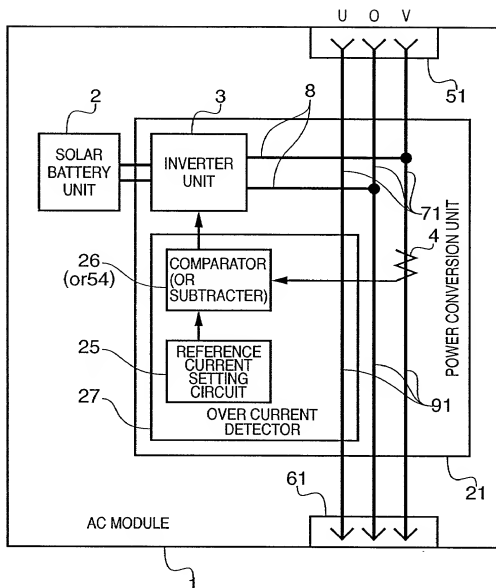 U O V
51
2
3
8
SOLAR
BATTERY
UNIT
INVERTER
UNIT
71
4
26
(or54)
COMPARATOR
(OR
SUBTRACTER)
POWER CONVERSION UNIT
25
REFERENCE
CURRENT
SETTING
CIRCUIT
27
OVER CURRENT
DETECTOR
91
61
21
AC MODULE
1